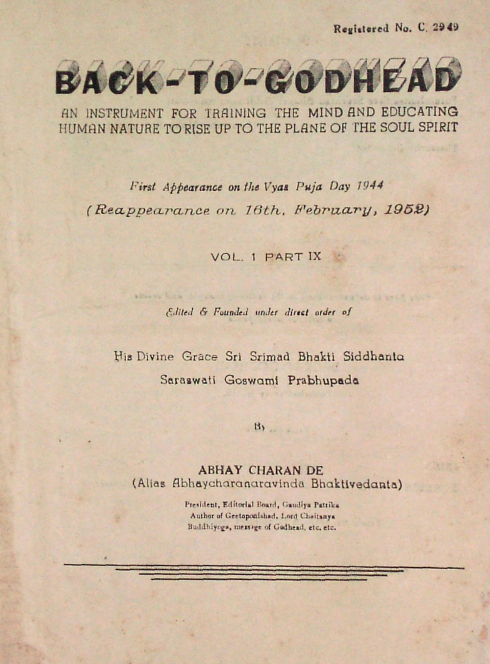 Registered No. C. 2949
BACK-TO-GODHEAD
AN INSTRUMENT FOR TRAINING THE MIND AND EDUCATING
HUMAN NATURE TO RISE UP TO THE PLANE OF THE SOUL SPIRIT
First Appearance on the Vyas Puja Day 1944
(Reappearance on 16th, February, 1952)
VOL. 1 PART IX
Edited & Founded under direct order of
His Divine Grace Sri Srimad Bhakti Siddhanta
Saraswati Goswami Prabhupada
By
ABHAY CHARAN DE
(Alias Abhaycharanaravinda Bhaktivedanta)
President, Editorial Board, Gaudiya Patrika
Author of Geetopanishad, Lord Chaitanya
Buddhiyoga, message of Godhead, etc. etc.